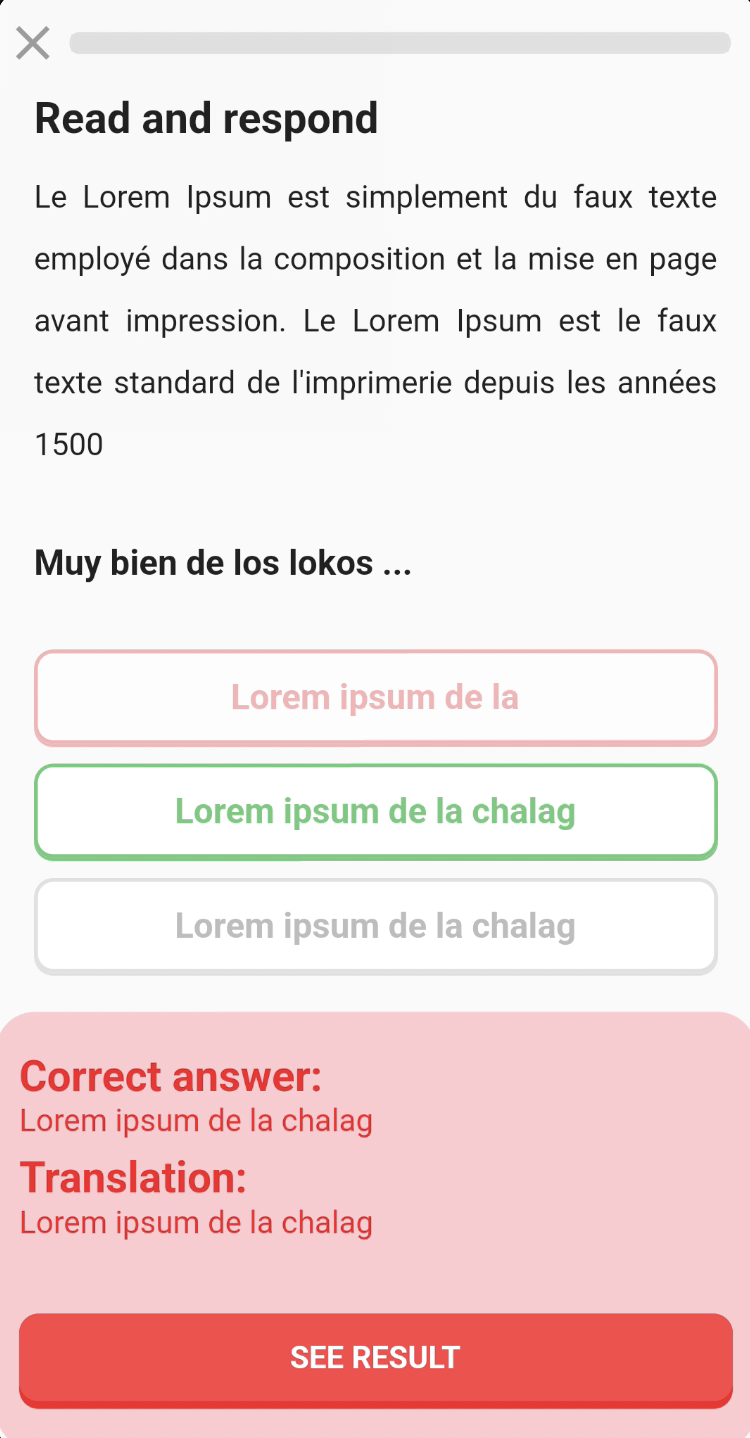 Read and respond
Le Lorem Ipsum est simplement du faux texte
employé dans la composition et la mise en page
avant impression. Le Lorem Ipsum est le faux
texte standard de l'imprimerie depuis les années
1500
Muy bien de los lokos ...
Lorem ipsum de la
Lorem ipsum de la chalag
Lorem ipsum de la chalag
Correct answer:
Lorem ipsum de la chalag
Translation:
Lorem ipsum de la chalag
SEE RESULT